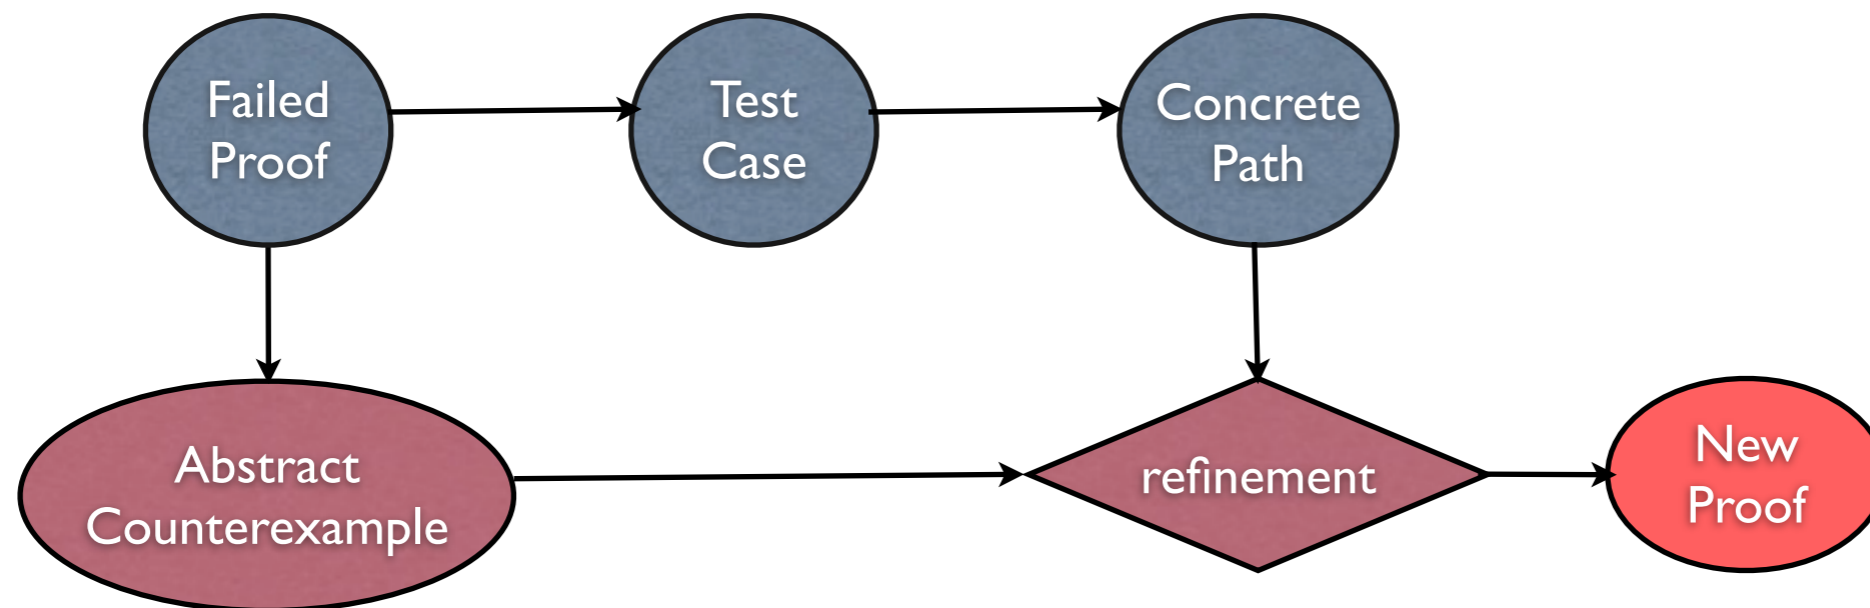 Failed
Proof
Test
Case
Concrete
Path
Abstract
Counterexample
refinement
New
Proof